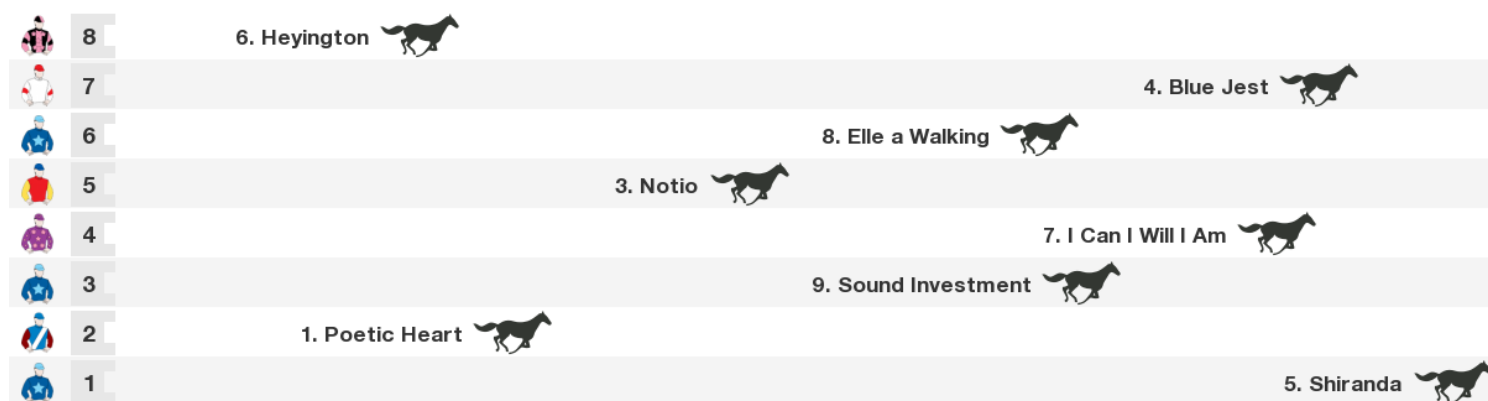 8 6. Heyington
7 4. Blue Jest
6 8. Elle a Walking
5 3. Notio
4 7. I Can I Will I Am
3 9. Sound Investment
2 1. Poetic Heart
1 5. Shiranda